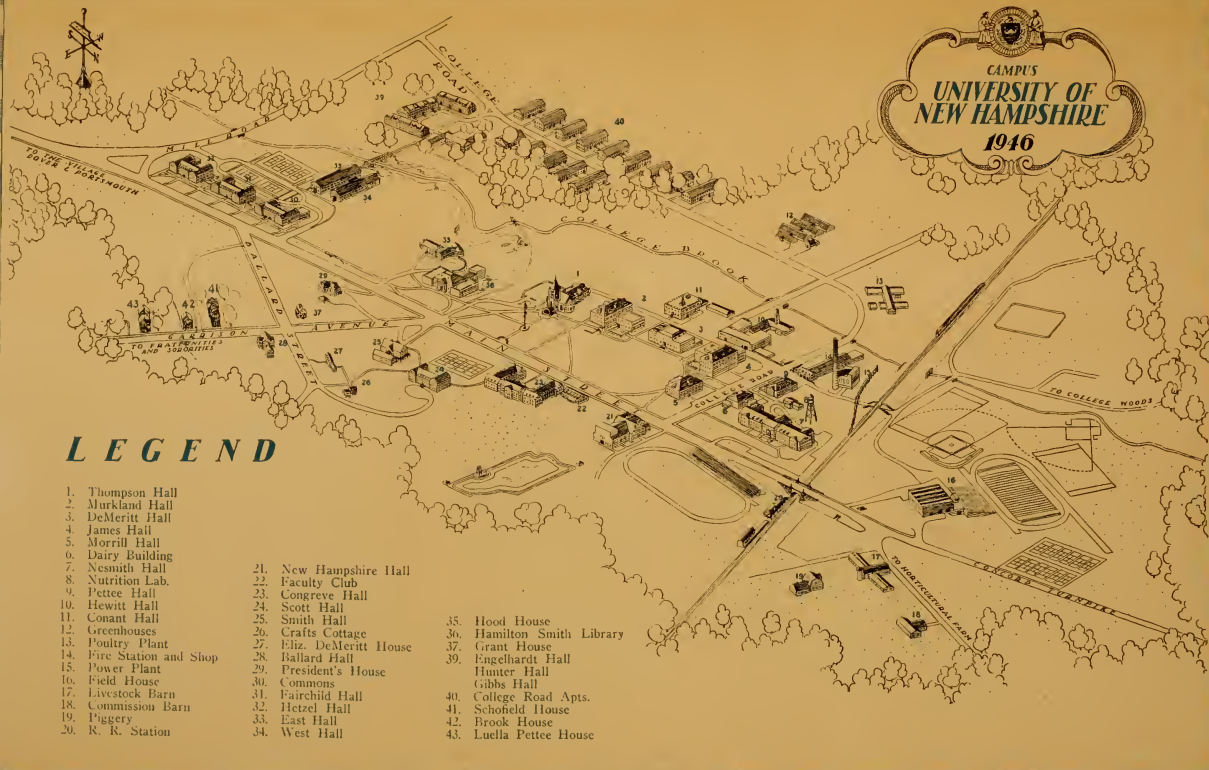 CAMPUS
UNIVERSITY OF
NEW HAMPSHIRE
1946
COLLEGE
ROAD
MILL RD
TO THE VILLAGE
DOVER & PORTSMOUTH
COLLEGE BROOK
BALLARD STREET
GARRISON AVENUE
TO FRATERNITIES
AND SORORITIES
MAIN
COLLEGE ROAD
TO COLLEGE WOODS
TO HORTICULTURAL FARM
CONCORD TURNPIKE
LEGEND
1. Thompson Hall
2. Murkland Hall
3. DeMeritt Hall
4. James Hall
5. Morrill Hall
6. Dairy Building
7. Nesmith Hall
8. Nutrition Lab.
9. Pettee Hall
10. Hewitt Hall
11. Conant Hall
12. Greenhouses
13. Poultry Plant
14. Fire Station and Shop
15. Power Plant
16. Field House
17. Livestock Barn
18. Commission Barn
19. Piggery
20. R. R. Station
21. New Hampshire Hall
22. Faculty Club
23. Congreve Hall
24. Scott Hall
25. Smith Hall
26. Crafts Cottage
27. Eliz. DeMeritt House
28. Ballard Hall
29. President's House
30. Commons
31. Fairchild Hall
32. Hetzel Hall
33. East Hall
34. West Hall
35. Hood House
36. Hamilton Smith Library
37. Grant House
39. Engelhardt Hall
Hunter Hall
Gibbs Hall
40. College Road Apts.
41. Schofield House
42. Brook House
43. Luella Pettee House